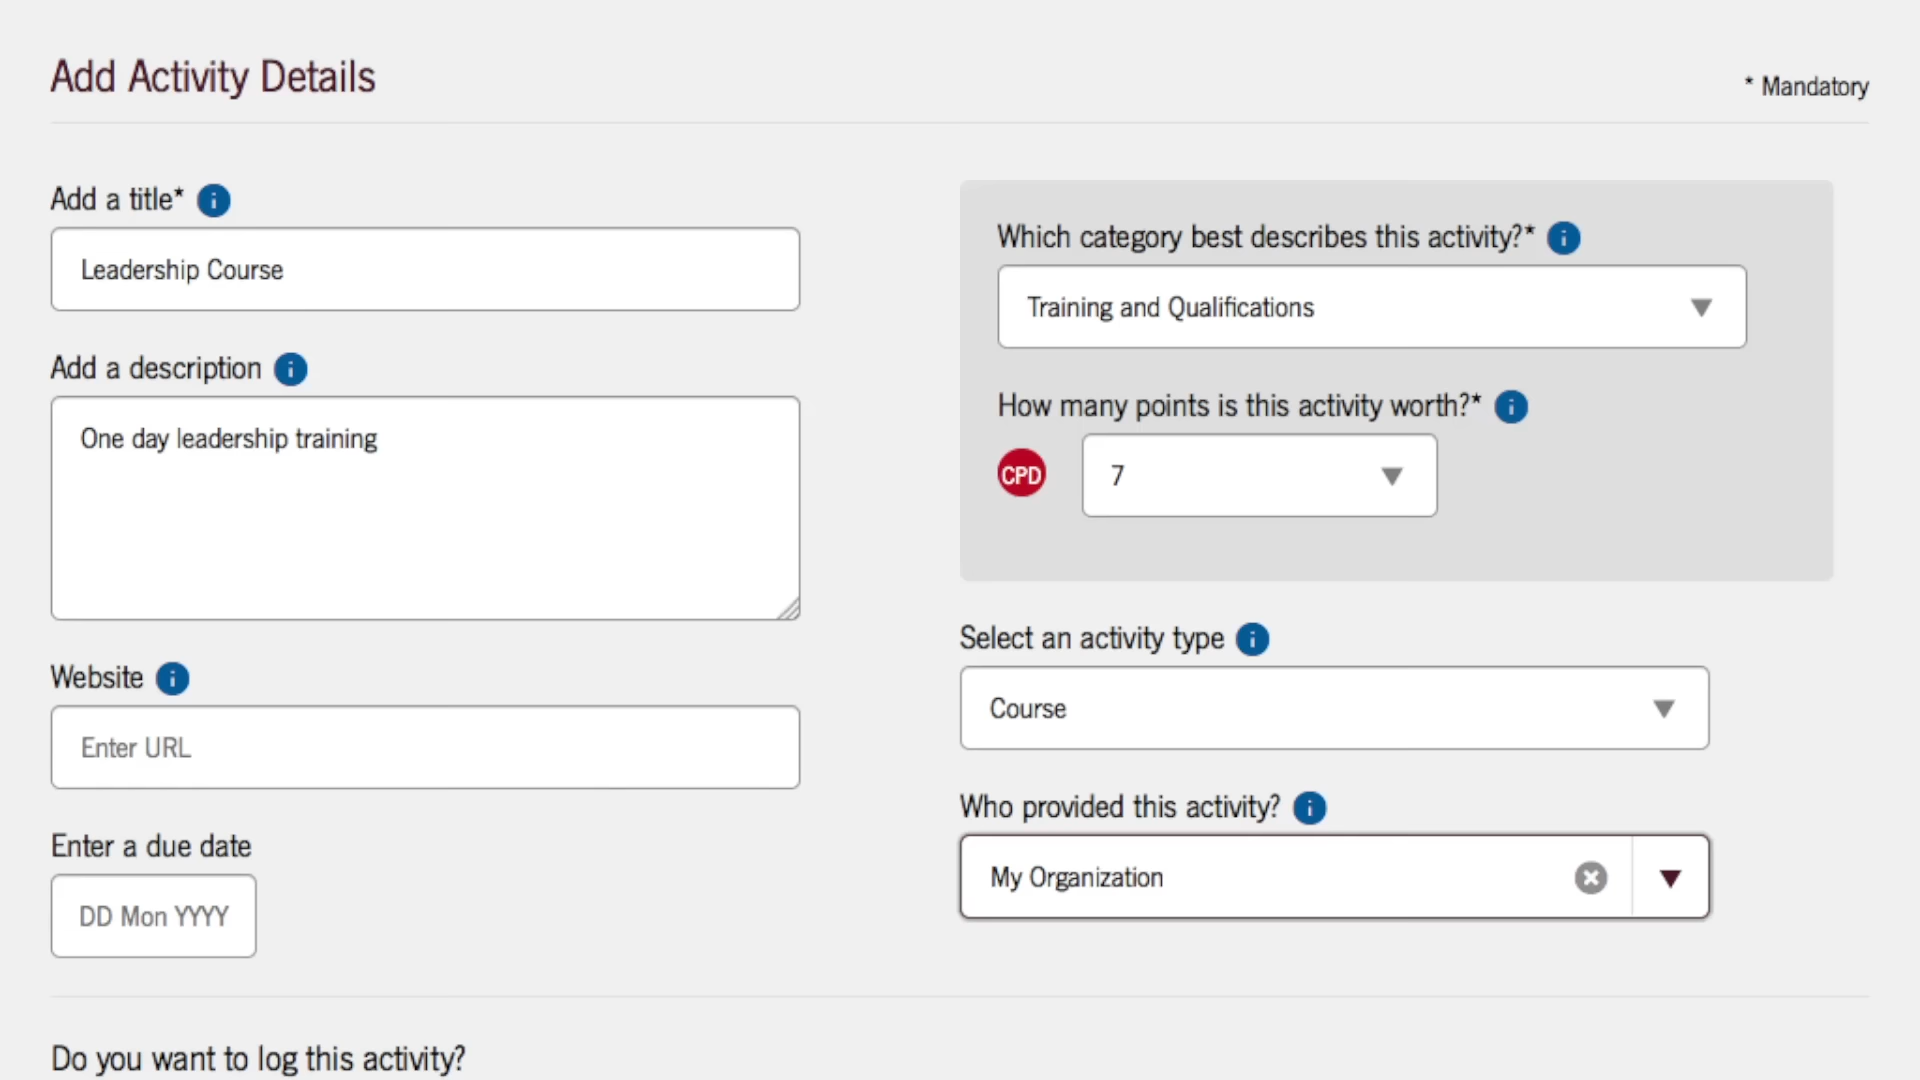 Add Activity Details
* Mandatory
Add a title*
Leadership Course
Add a description
One day leadership training
Website
Enter URL
Enter a due date
DD Mon YYYY
Which category best describes this activity?*
Training and Qualifications
How many points is this activity worth?*
CPD
7
Select an activity type
Course
Who provided this activity?
My Organization
Do you want to log this activity?